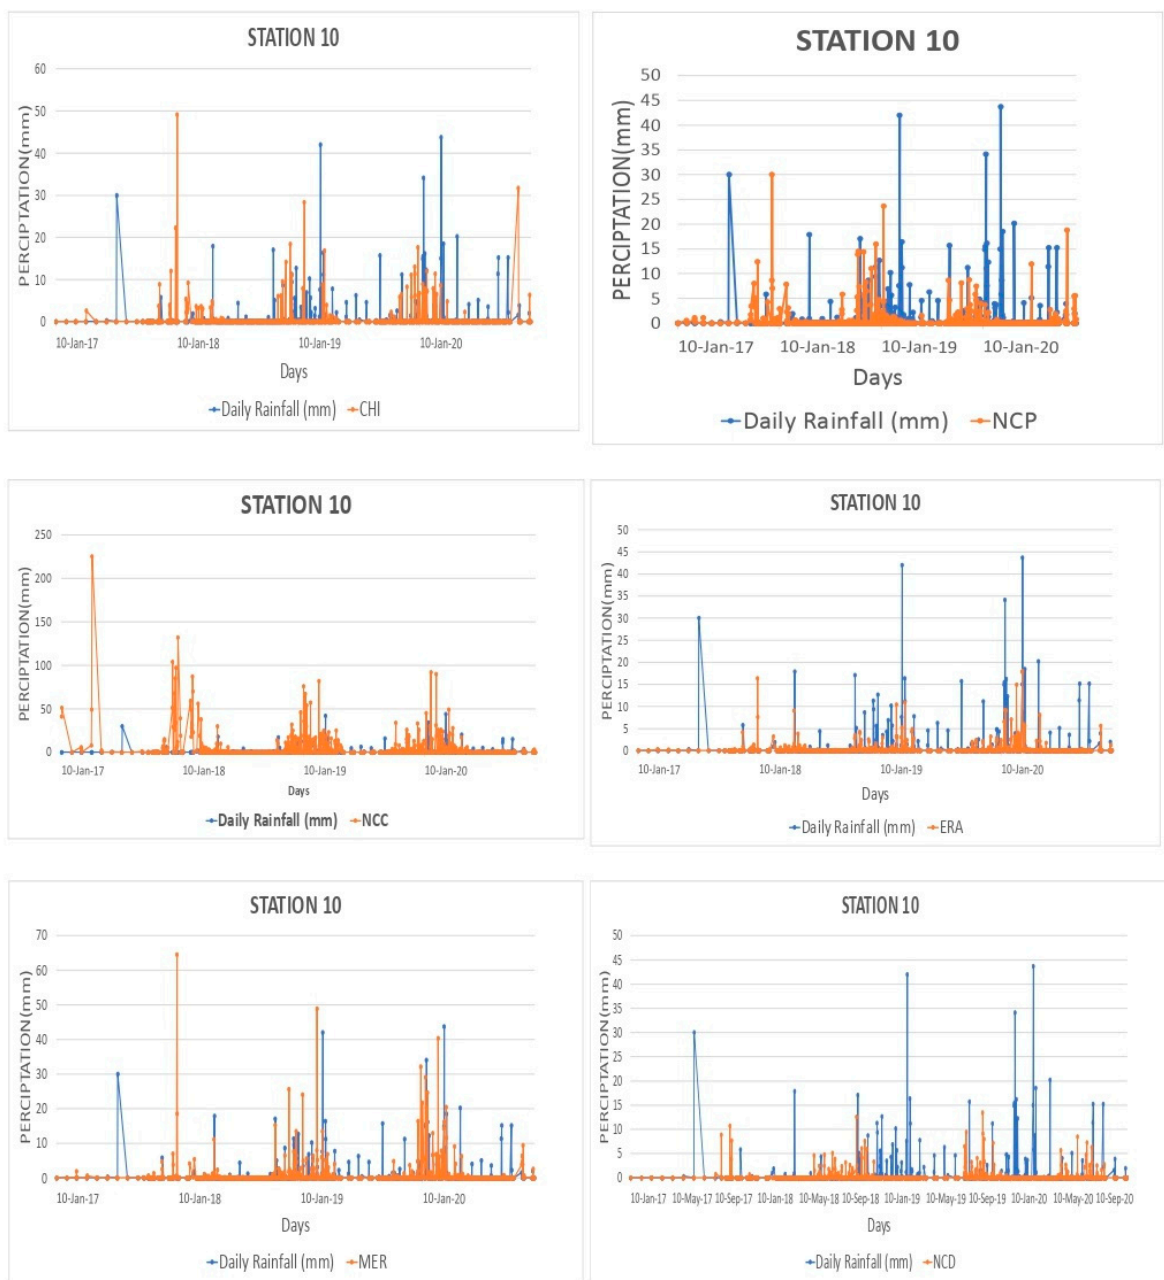 STATION 10
PERCIPTATION(mm)
60
50
40
30
20
10
0
10-Jan-17 10-Jan-18 10-Jan-19 10-Jan-20
Days
Daily Rainfall (mm) CHI
STATION 10
PERCIPTATION(mm)
50
45
40
35
30
25
20
15
10
5
0
10-Jan-17 10-Jan-18 10-Jan-19 10-Jan-20
Days
Daily Rainfall (mm) NCP
STATION 10
PERCIPTATION(mm)
250
200
150
100
50
0
10-Jan-17 10-Jan-18 10-Jan-19 10-Jan-20
Days
Daily Rainfall (mm) NCC
STATION 10
PERCIPTATION(mm)
50
45
40
35
30
25
20
15
10
5
0
10-Jan-17 10-Jan-18 10-Jan-19 10-Jan-20
Days
Daily Rainfall (mm) ERA
STATION 10
PERCIPTATION(mm)
70
60
50
40
30
20
10
0
10-Jan-17 10-Jan-18 10-Jan-19 10-Jan-20
Days
Daily Rainfall (mm) MER
STATION 10
PERCIPTATION(mm)
50
45
40
35
30
25
20
15
10
5
0
10-Jan-17 10-May-17 10-Sep-17 10-Jan-18 10-May-18 10-Sep-18 10-Jan-19 10-May-19 10-Sep-19 10-Jan-20 10-May-20 10-Sep-20
Days
Daily Rainfall (mm) NCD